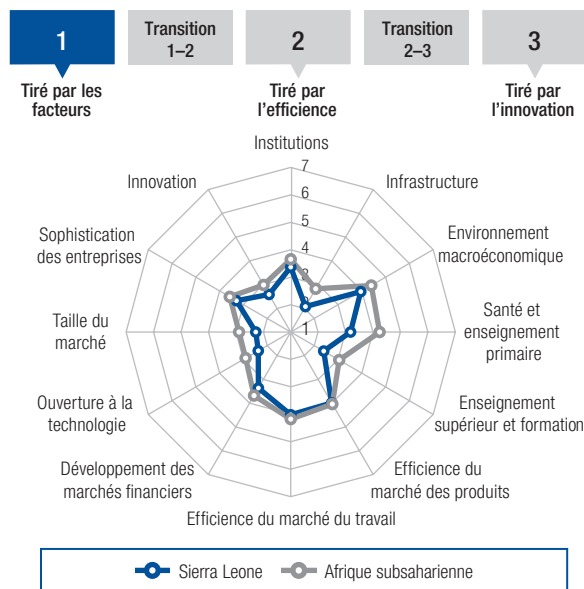 1
Transition
1–2
2
Transition
2–3
3
Tiré par les
facteurs
Tiré par
l’efficience
Tiré par
l’innovation
Institutions
7
6
5
4
3
2
1
Infrastructure
Environnement
macroéconomique
Santé et
enseignement
primaire
Enseignement
supérieur et formation
Efficience du
marché des produits
Efficience du marché du travail
Développement des
marchés financiers
Ouverture à la
technologie
Taille du
marché
Sophistication
des entreprises
Innovation
Sierra Leone
Afrique subsaharienne